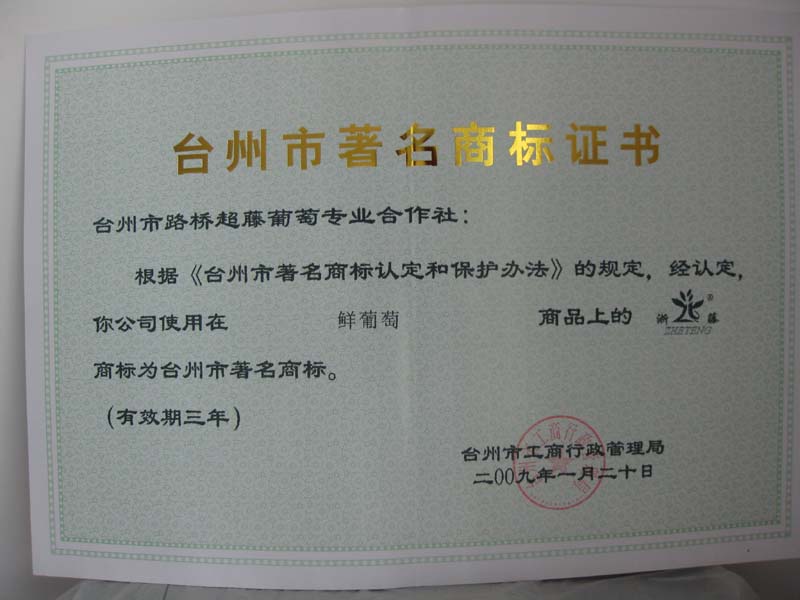 台州市著名商标证书
台州市路桥超藤葡萄专业合作社：
根据《台州市著名商标认定和保护办法》的规定，经认定，
你公司使用在 鲜葡萄 商品上的 浙藤®
ZHETENG
商标为台州市著名商标。
（有效期三年）
台州市工商行政管理局
二00九年一月二十日